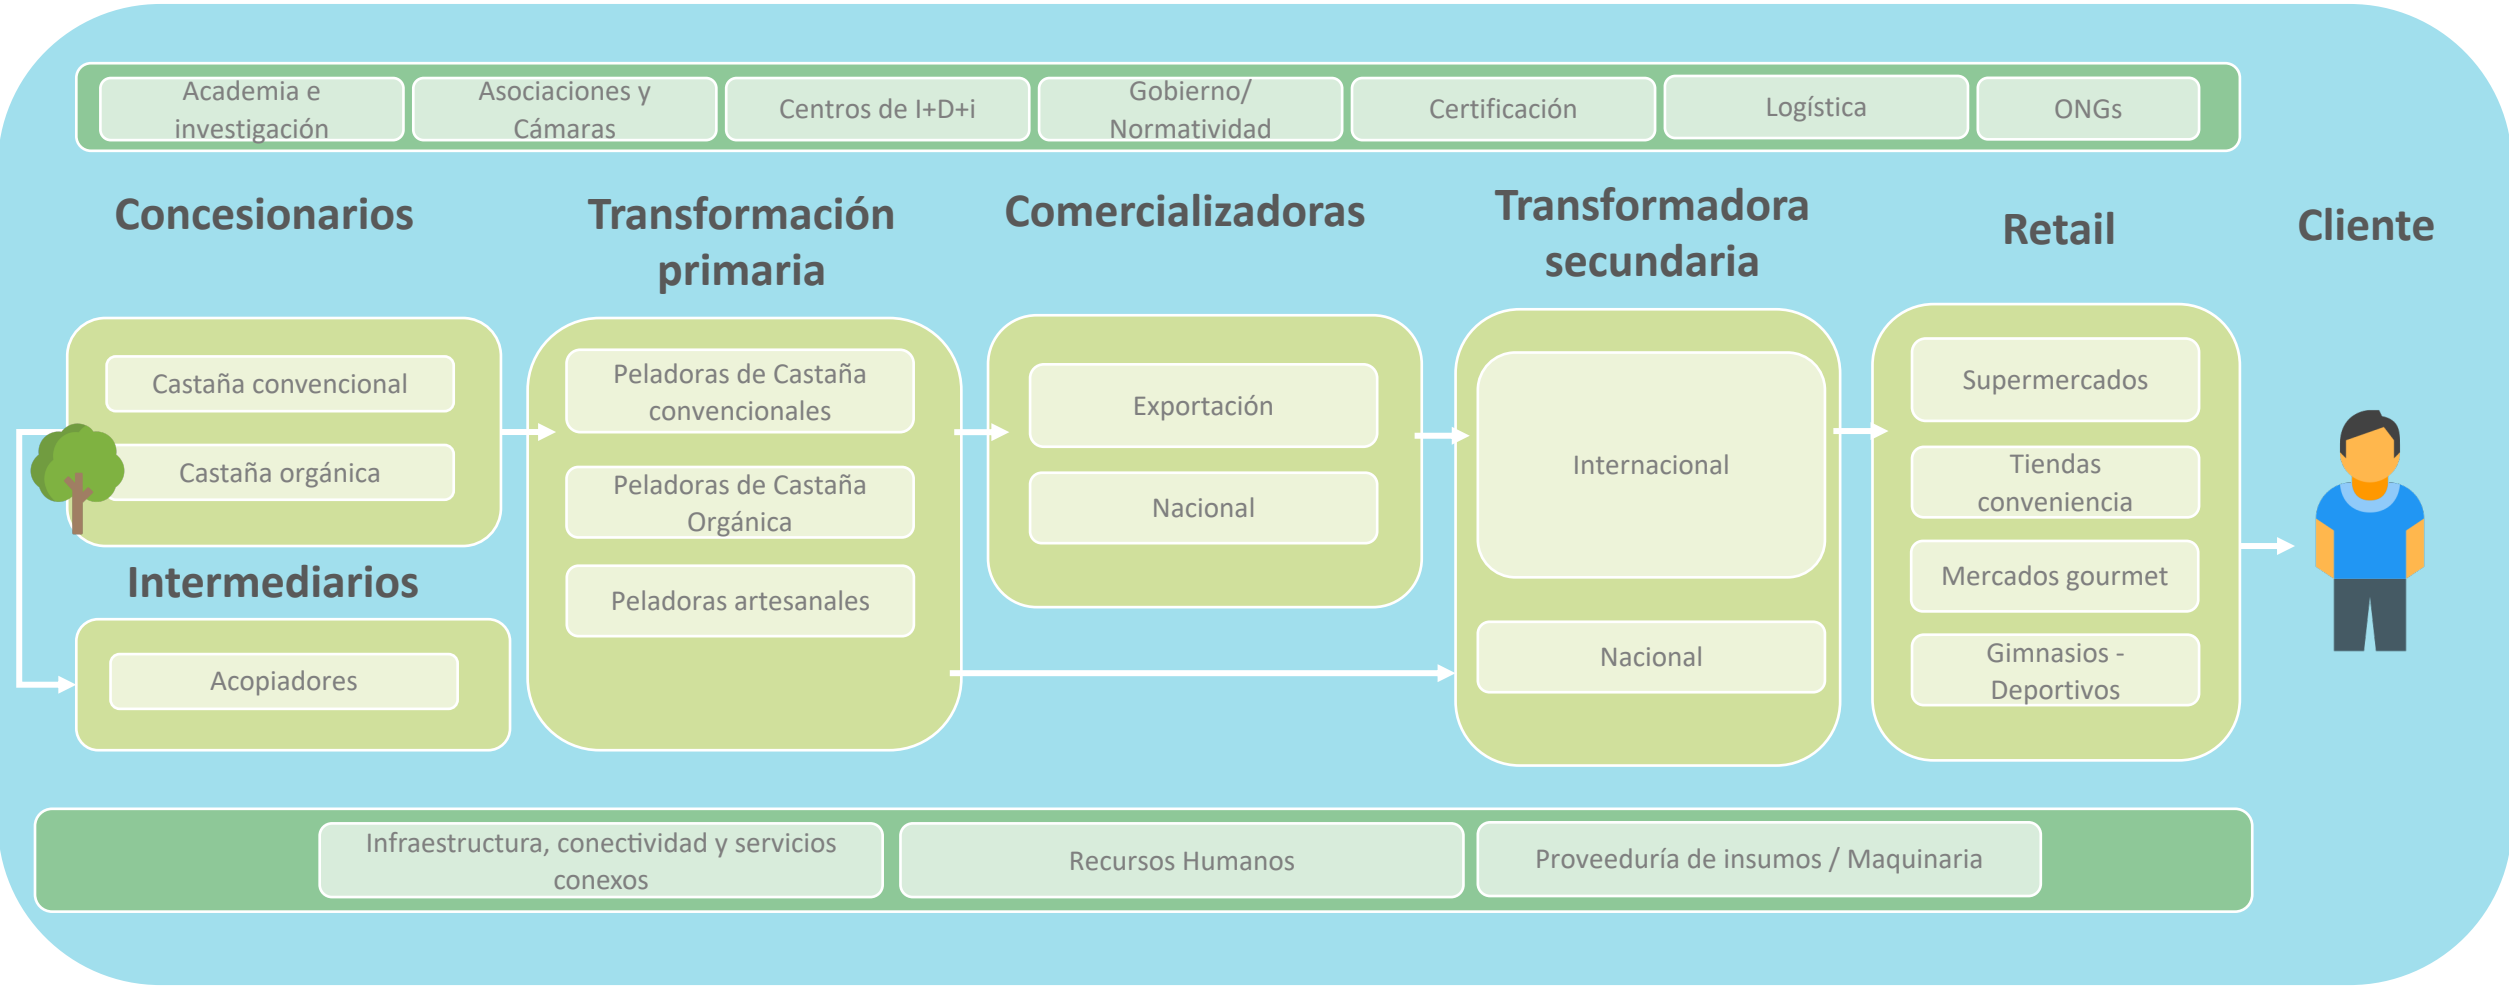 Academia e
investigación
Asociaciones y
Cámaras
Centros de I+D+i
Gobierno/
Normatividad
Certificación
Logística
ONGs
Concesionarios
Castaña convencional
Castaña orgánica
Intermediarios
Acopiadores
Transformación
primaria
Peladoras de Castaña
convencionales
Peladoras de Castaña
Orgánica
Peladoras artesanales
Comercializadoras
Exportación
Nacional
Transformadora
secundaria
Internacional
Nacional
Retail
Supermercados
Tiendas
conveniencia
Mercados gourmet
Gimnasios -
Deportivos
Cliente
Infraestructura, conectividad y servicios
conexos
Recursos Humanos
Proveeduría de insumos / Maquinaria